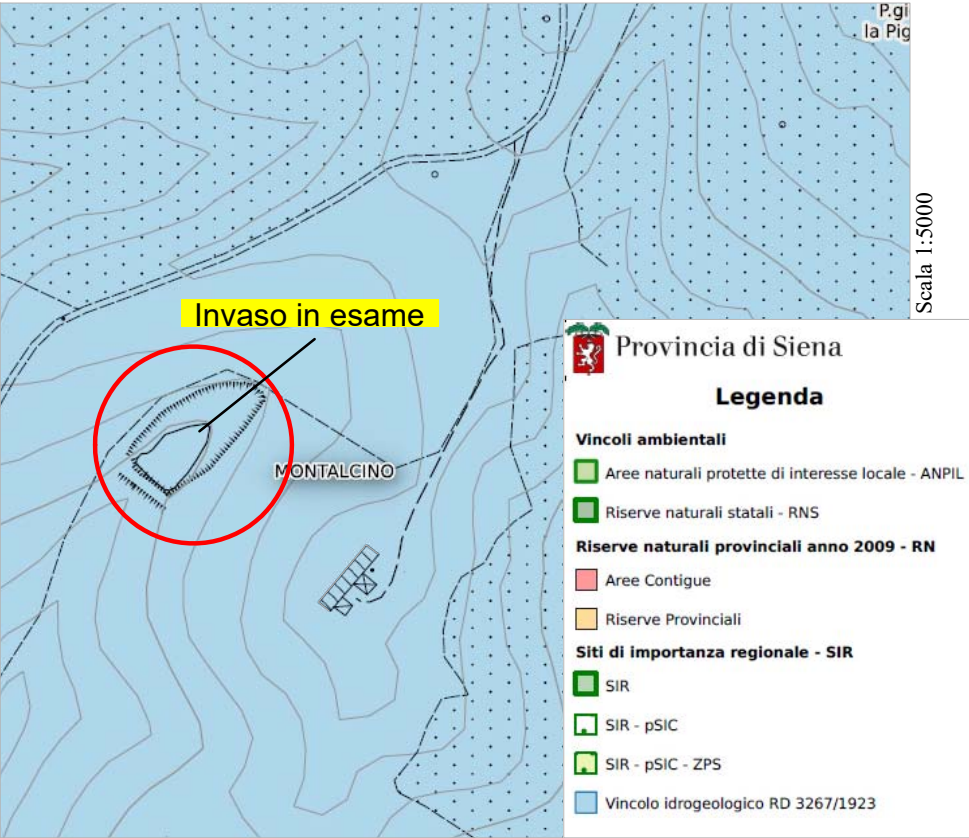 P.gi
la Pig
Scala 1:5000
Invaso in esame
MONTALCINO
Provincia di Siena
Legenda
Vincoli ambientali
Aree naturali protette di interesse locale - ANPIL
Riserve naturali statali - RNS
Riserve naturali provinciali anno 2009 - RN
Aree Contigue
Riserve Provinciali
Siti di importanza regionale - SIR
SIR
SIR - pSIC
SIR - pSIC - ZPS
Vincolo idrogeologico RD 3267/1923